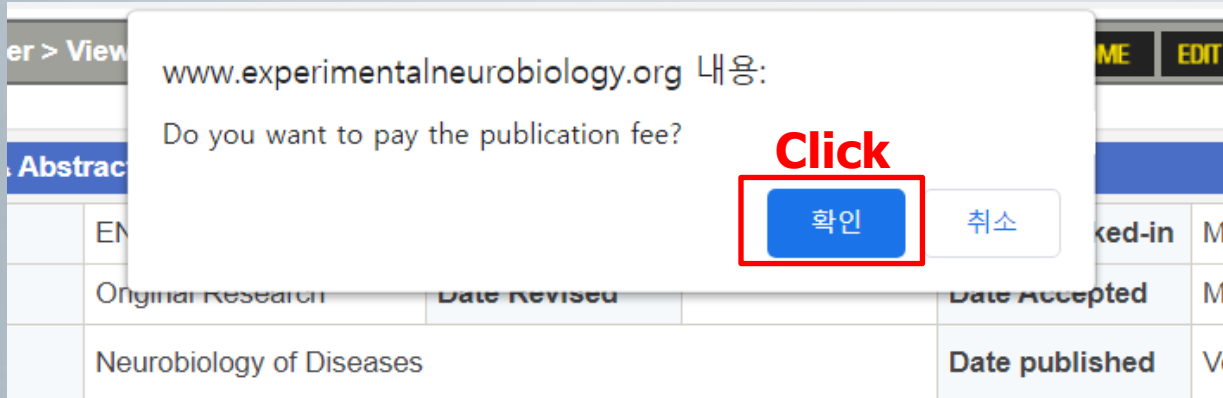 er > View
ME
EDIT
www.experimentalneurobiology.org 내용:
Do you want to pay the publication fee?
Click
확인
취소
Abstrac
EN
ked-in
M
Original Research
Date Revised
Date Accepted
M
Neurobiology of Diseases
Date published